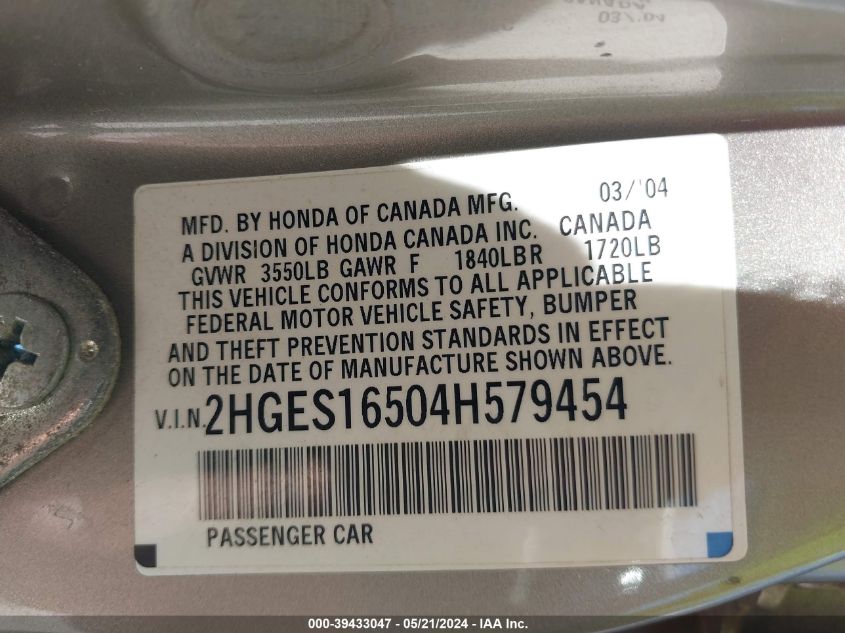 03/'04
MFD. BY HONDA OF CANADA MFG.
A DIVISION OF HONDA CANADA INC. CANADA
GVWR 3550LB GAWR F 1840LBR 1720LB
THIS VEHICLE CONFORMS TO ALL APPLICABLE
FEDERAL MOTOR VEHICLE SAFETY, BUMPER
AND THEFT PREVENTION STANDARDS IN EFFECT
ON THE DATE OF MANUFACTURE SHOWN ABOVE.
V.I.N. 2HGES16504H579454
PASSENGER CAR
000-39433047 - 05/21/2024 - IAA Inc.